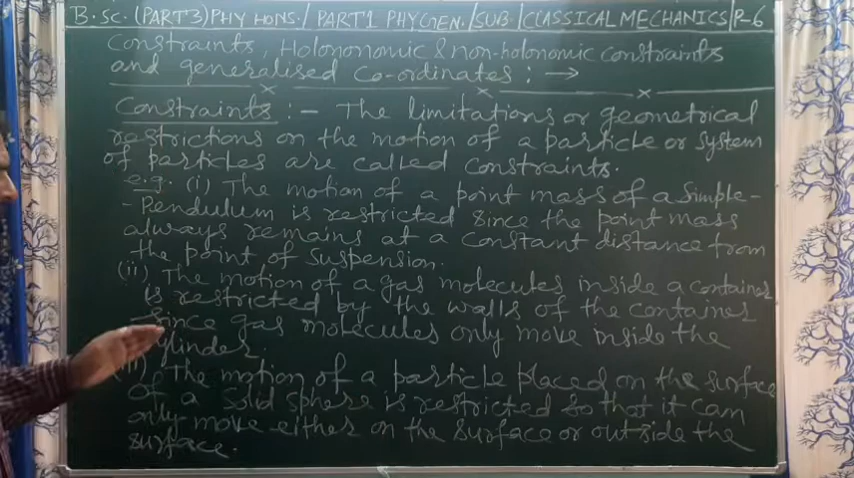 B.Sc. (PART3) PHY HONS. / PART 1 PHYGEN. / SUB. / CLASSICAL MECHANICS / P-6
Constraints, Holononomic & non-holonomic constraints
and generalised Co-ordinates : →
Constraints :- The limitations or geometrical
restrictions on the motion of a particle or system
of particles are called constraints.
e.g. (i) The motion of a point mass of a simple-
-Pendulum is restricted since the point mass
always remains at a constant distance from
the point of suspension.
(ii) The motion of a gas molecules inside a container
is restricted by the walls of the container
since gas molecules only move inside the
cylinder.
(iii) The motion of a particle placed on the surface
of a solid sphere is restricted so that it can
only move either on the surface or outside the
surface.